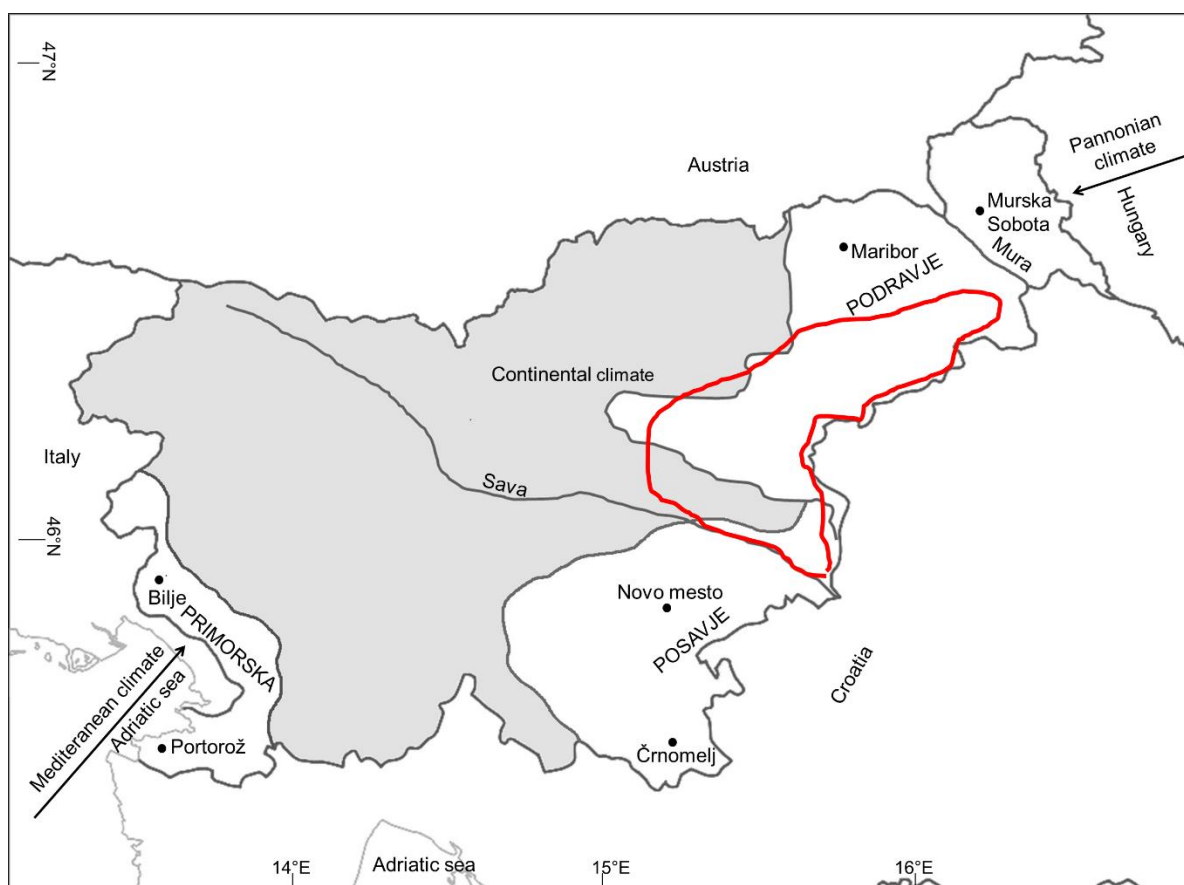 47°N
Austria
Pannonian
climate
Hungary
Murska
Sobota
Mura
Maribor
PODRAVJE
Continental climate
Italy
Sava
46°N
Bilje
PRIMORSKA
Novo mesto
POSAVJE
Croatia
Mediteranean climate
Adriatic sea
Portorož
Črnomelj
Adriatic sea
14°E
15°E
16°E